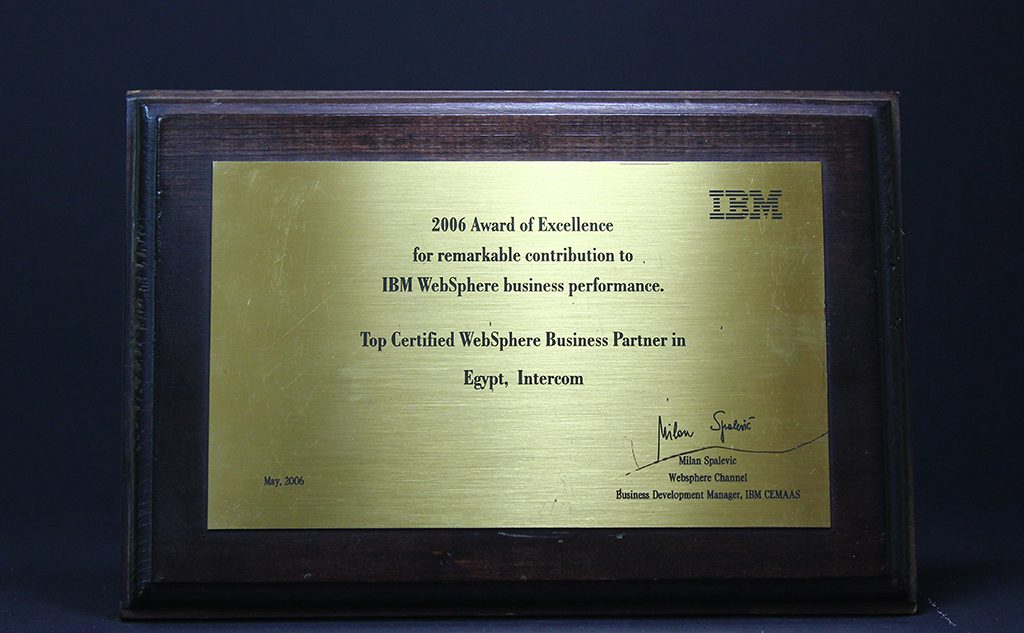 IBM
2006 Award of Excellence
for remarkable contribution to
IBM WebSphere business performance.
Top Certified WebSphere Business Partner in
Egypt, Intercom
Milan Spalević
Milan Spalevic
Websphere Channel
May, 2006
Business Development Manager, IBM CEMAAS